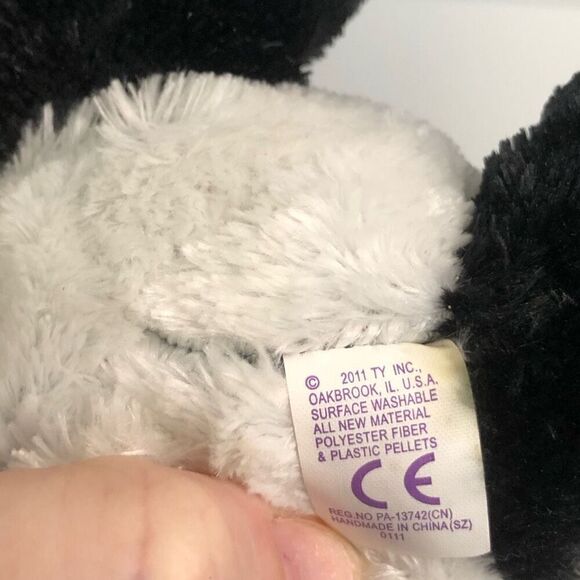 © 2011 TY INC.,
OAKBROOK, IL. U.S.A.
SURFACE WASHABLE
ALL NEW MATERIAL
POLYESTER FIBER
& PLASTIC PELLETS
CE
REG.NO PA-13742(CN)
HANDMADE IN CHINA(SZ)
0111